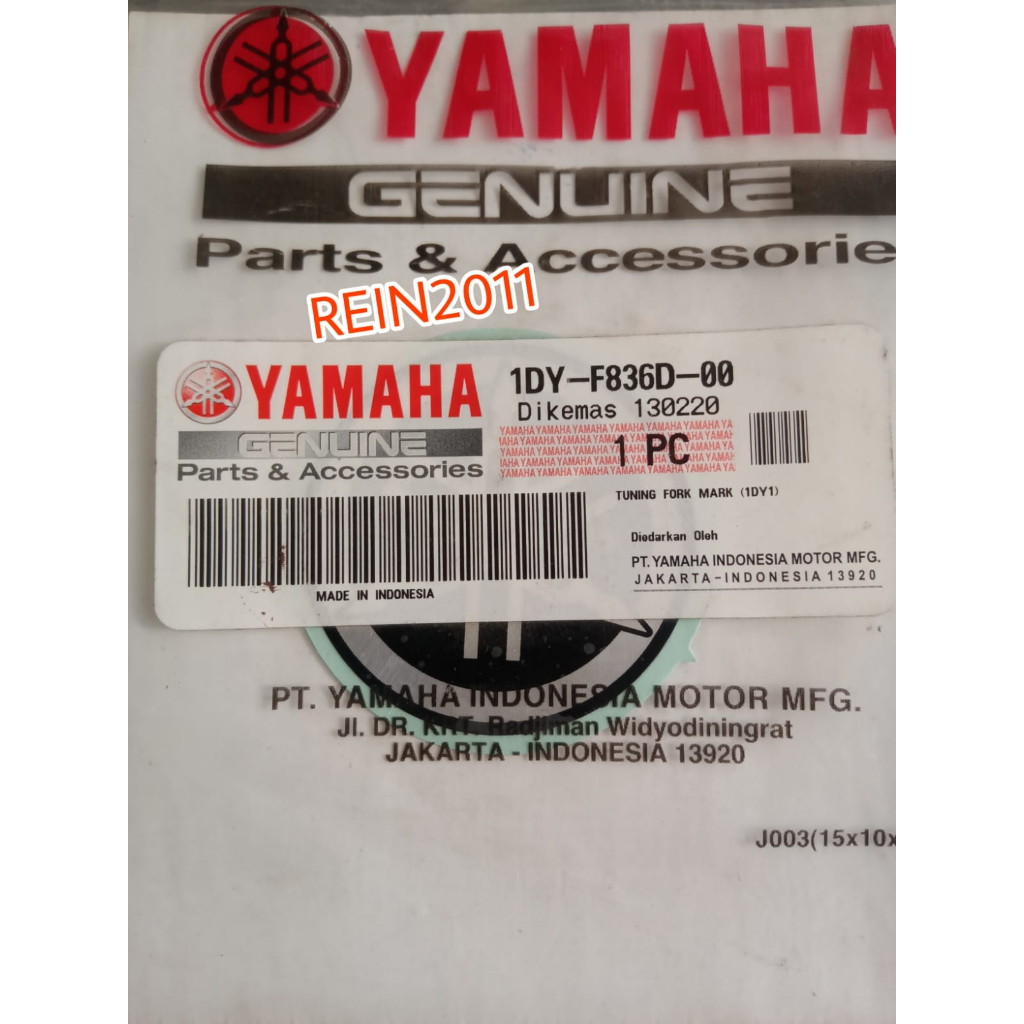 YAMAHA
GENUINE
Parts & Accessorie
REIN2011
YAMAHA
GENUINE
Parts & Accessories
1DY-F836D-00
Dikemas 130220
1 PC
TUNING FORK MARK (1DY1)
Diedarkan Oleh
PT. YAMAHA INDONESIA MOTOR MFG.
JAKARTA-INDONESIA 13920
MADE IN INDONESIA
PT. YAMAHA INDONESIA MOTOR MFG.
Jl. DR. KRT. Radjiman Widyodiningrat
JAKARTA - INDONESIA 13920
J003(15x10x